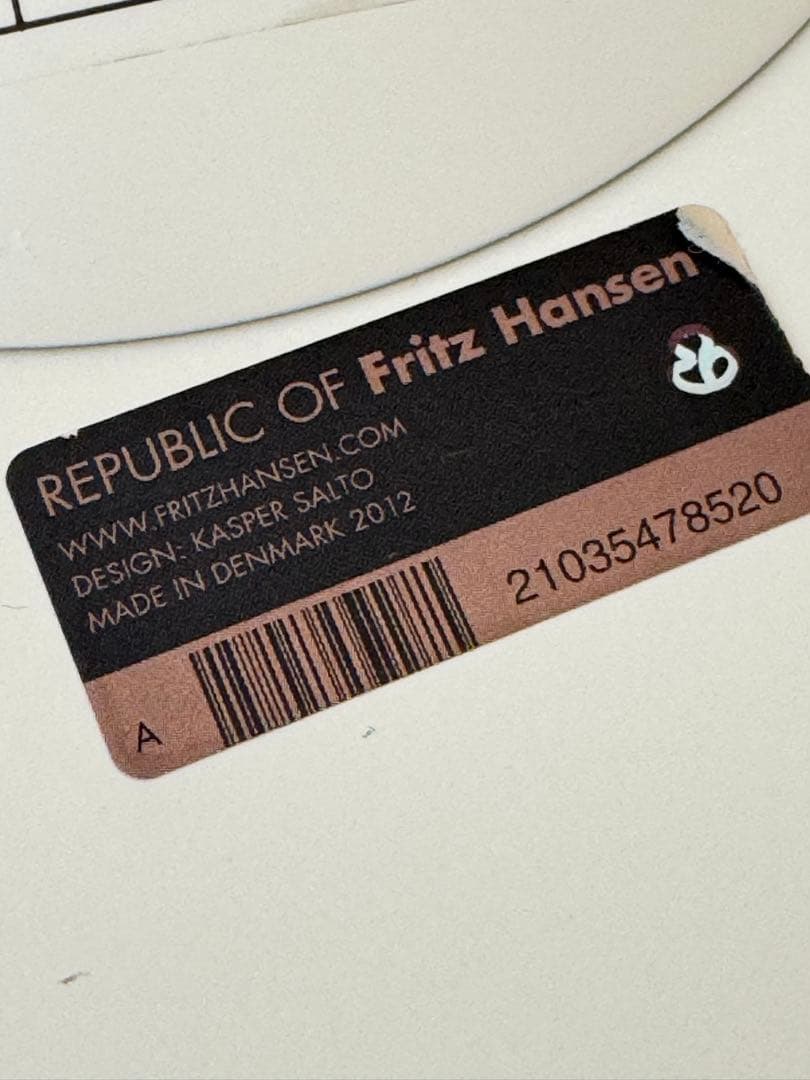 REPUBLIC OF Fritz Hansen
WWW.FRITZHANSEN.COM
DESIGN: KASPER SALTO
MADE IN DENMARK 2012
A
21035478520